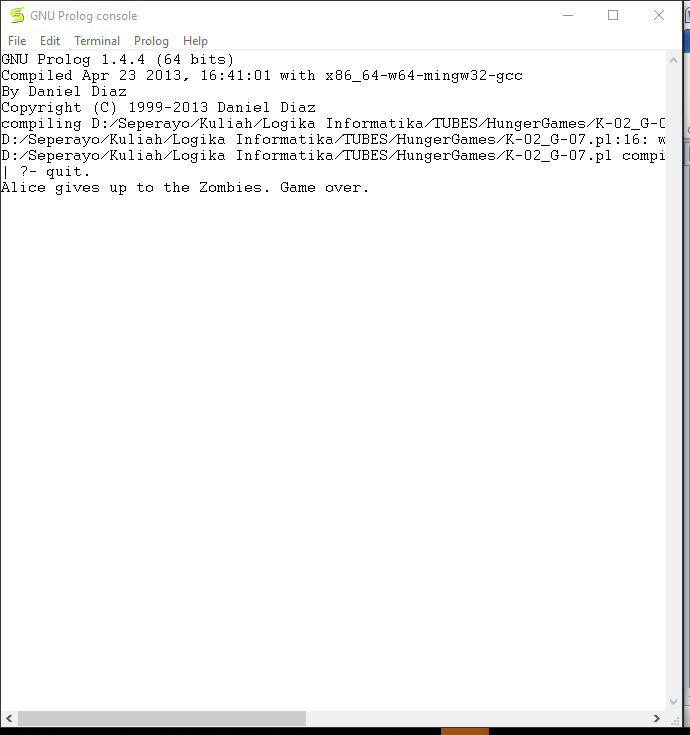 GNU Prolog console
File Edit Terminal Prolog Help
GNU Prolog 1.4.4 (64 bits)
Compiled Apr 23 2013, 16:41:01 with x86_64-w64-mingw32-gcc
By Daniel Diaz
Copyright (C) 1999-2013 Daniel Diaz
compiling D:/Seperayo/Kuliah/Logika Informatika/TUBES/HungerGames/K-02_G-0
D:/Seperayo/Kuliah/Logika Informatika/TUBES/HungerGames/K-02_G-07.pl:16: w
D:/Seperayo/Kuliah/Logika Informatika/TUBES/HungerGames/K-02_G-07.pl compi
| ?- quit.
Alice gives up to the Zombies. Game over.